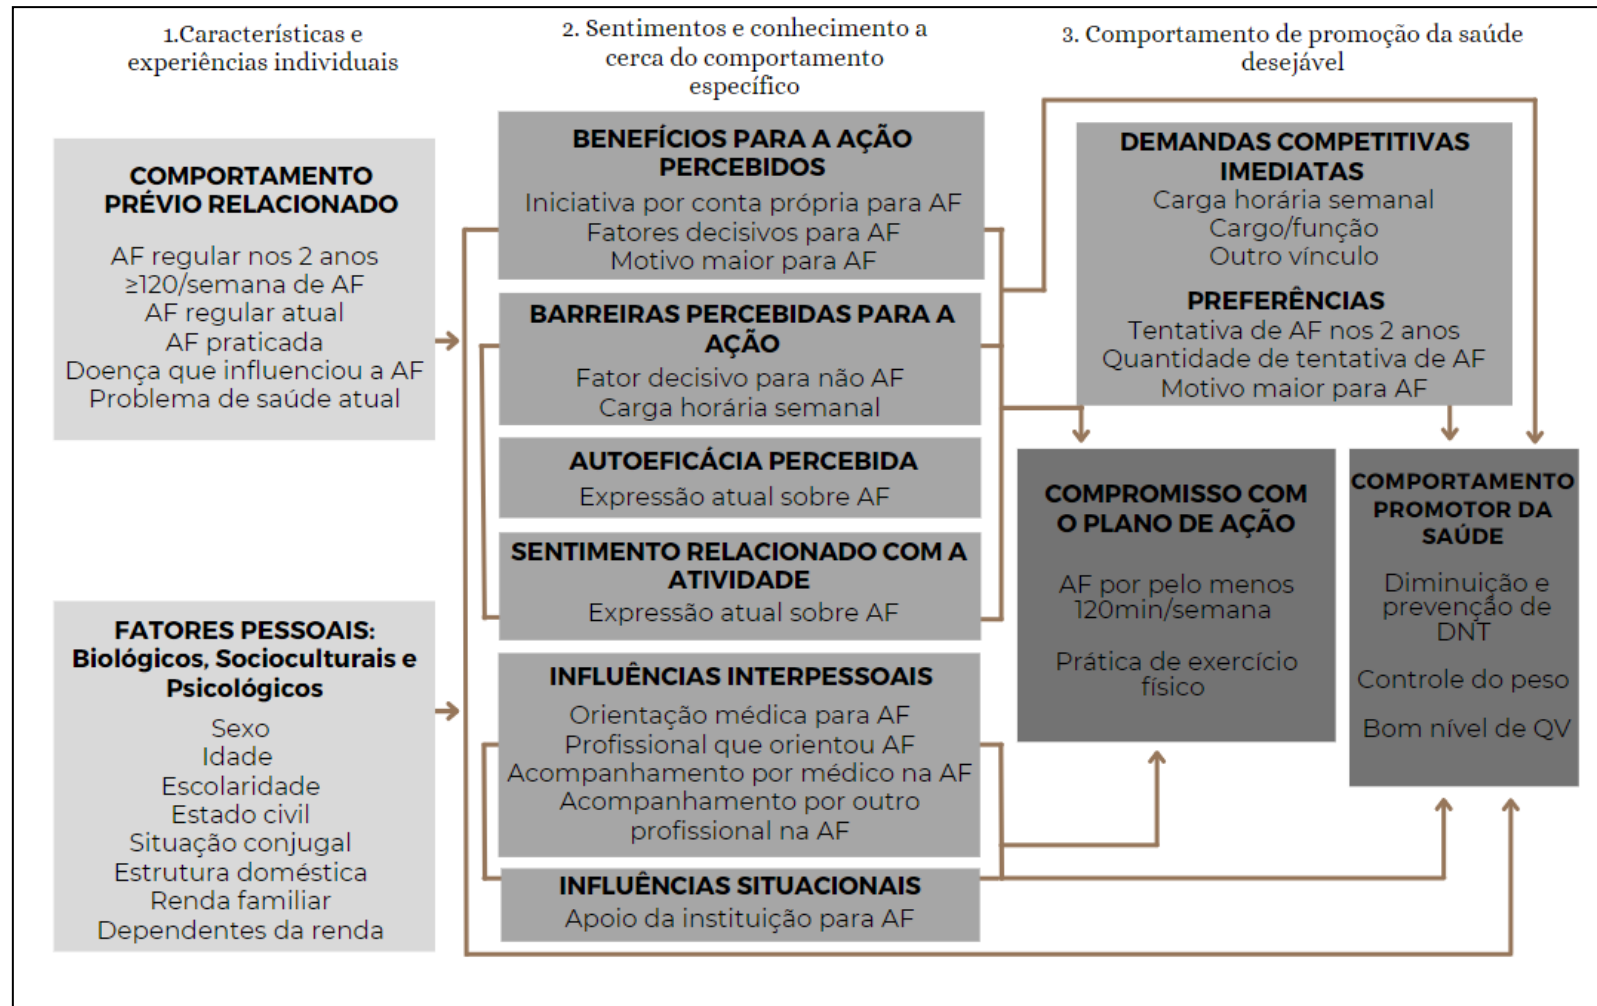 1.Características e
experiências individuais
COMPORTAMENTO
PRÉVIO RELACIONADO
AF regular nos 2 anos
≥120/semana de AF
AF regular atual
AF praticada
Doença que influenciou a AF
Problema de saúde atual
FATORES PESSOAIS:
Biológicos, Socioculturais e
Psicológicos
Sexo
Idade
Escolaridade
Estado civil
Situação conjugal
Estrutura doméstica
Renda familiar
Dependentes da renda
2. Sentimentos e conhecimento a
cerca do comportamento
específico
BENEFÍCIOS PARA A AÇÃO
PERCEBIDOS
Iniciativa por conta própria para AF
Fatores decisivos para AF
Motivo maior para AF
BARREIRAS PERCEBIDAS PARA A
AÇÃO
Fator decisivo para não AF
Carga horária semanal
AUTOEFICÁCIA PERCEBIDA
Expressão atual sobre AF
SENTIMENTO RELACIONADO COM A
ATIVIDADE
Expressão atual sobre AF
INFLUÊNCIAS INTERPESSOAIS
Orientação médica para AF
Profissional que orientou AF
Acompanhamento por médico na AF
Acompanhamento por outro
profissional na AF
INFLUÊNCIAS SITUACIONAIS
Apoio da instituição para AF
3. Comportamento de promoção da saúde
desejável
DEMANDAS COMPETITIVAS
IMEDIATAS
Carga horária semanal
Cargo/função
Outro vínculo
PREFERÊNCIAS
Tentativa de AF nos 2 anos
Quantidade de tentativa de AF
Motivo maior para AF
COMPROMISSO COM
O PLANO DE AÇÃO
AF por pelo menos
120min/semana
Prática de exercício
físico
COMPORTAMENTO
PROMOTOR DA
SAÚDE
Diminuição e
prevenção de
DNT
Controle do peso
Bom nível de QV